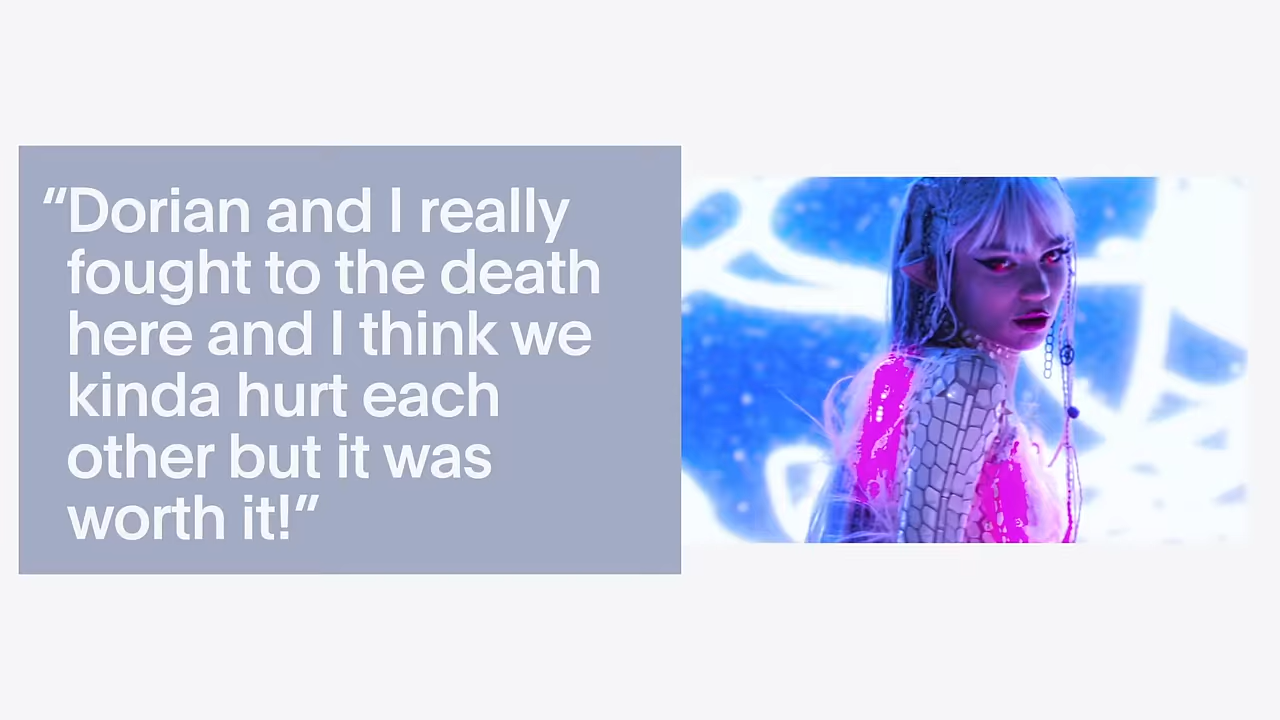 “Dorian and I really
fought to the death
here and I think we
kinda hurt each
other but it was
worth it!”